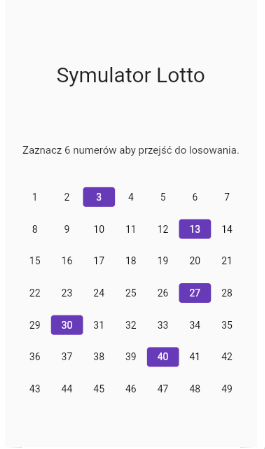 Symulator Lotto
Zaznacz 6 numerów aby przejść do losowania.
1 2 3 4 5 6 7
8 9 10 11 12 13 14
15 16 17 18 19 20 21
22 23 24 25 26 27 28
29 30 31 32 33 34 35
36 37 38 39 40 41 42
43 44 45 46 47 48 49